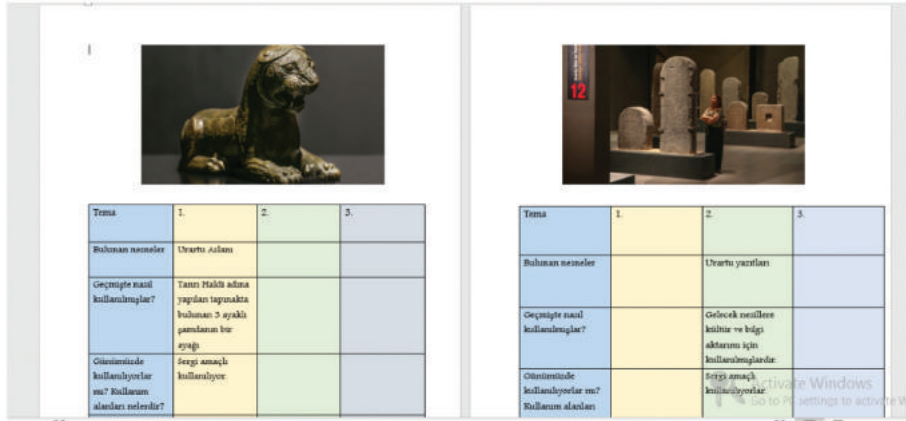 12
Tema 1. 2. 3.
Bulunan nesneler Urartu Aslanı
Geçmişte nasıl kullanılmışlar?
Tanrı Haldi adına
yapılan tapınakta
bulunan 3 ayaklı
şamdanın bir
ayağı
Günümüzde
kullanılıyorlar
mı? Kullanım
alanları nelerdir?
Sergi amaçlı
kullanılıyor.
Tema 1. 2. 3.
Bulunan nesneler Urartu yazıtları
Geçmişte nasıl
kullanılmışlar?
Gelecek nesillere
kültür ve bilgi
aktarımı için
kullanılmışlardır.
Günümüzde
kullanılıyorlar mı?
Kullanım alanları
Sergi amaçlı
kullanılıyorlar.
Activate Windows
Go to PC settings to activate W